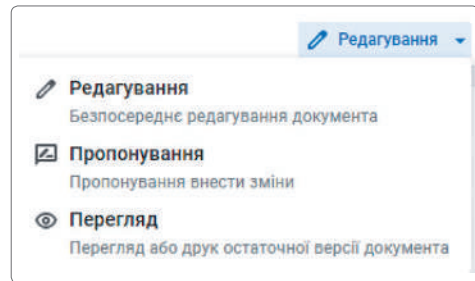 Редагування
Редагування
Безпосереднє редагування документа
Пропонування
Пропонування внести зміни
Перегляд
Перегляд або друк остаточної версії документа